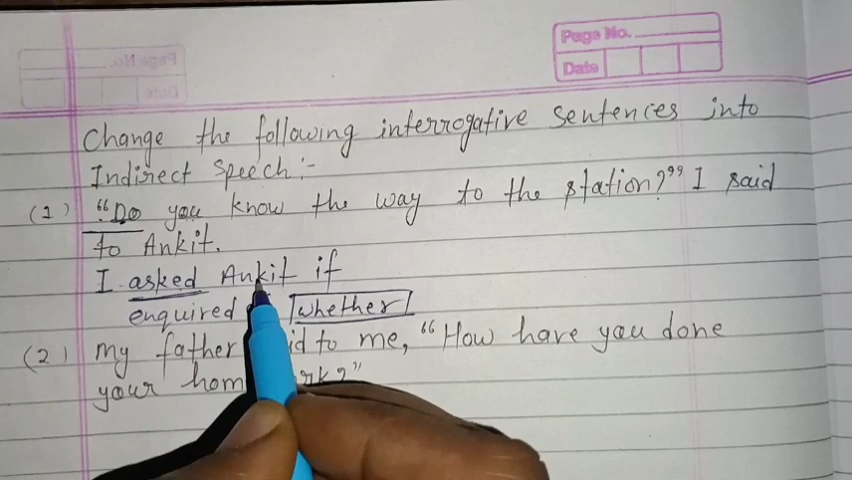 Page No.
Date
Change the following interrogative sentences into
Indirect Speech:-
(1) "Do you know the way to the station?" I said
to Ankit.
I asked Ankit if
enquired whether
(2) My father to me, "How have you done
your